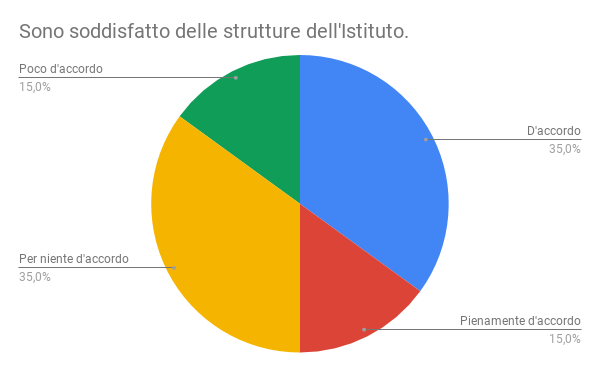 Sono soddisfatto delle strutture dell'Istituto.
Poco d'accordo
15,0%
D'accordo
35,0%
Per niente d'accordo
35,0%
Pienamente d'accordo
15,0%